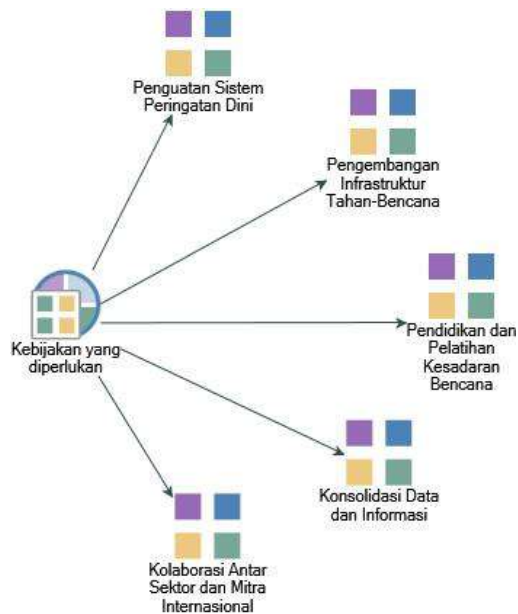 Penguatan Sistem
Peringatan Dini
Pengembangan
Infrastruktur
Tahan-Bencana
Pendidikan dan
Pelatihan
Kesadaran
Bencana
Kebijakan yang
diperlukan
Konsolidasi Data
dan Informasi
Kolaborasi Antar
Sektor dan Mitra
Internasional